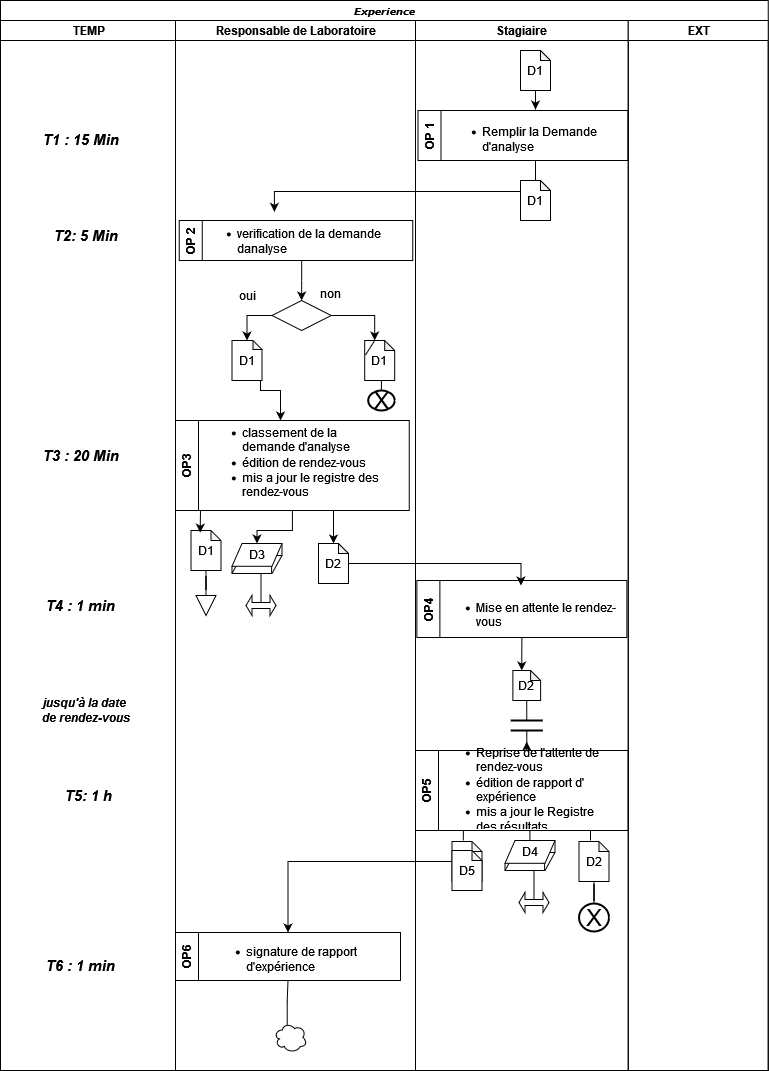 Experience
TEMP
Responsable de Laboratoire
Stagiaire
EXT
D1
T1 : 15 Min
OP 1
Remplir la Demande
d'analyse
D1
T2: 5 Min
OP 2
verification de la demande
danalyse
oui
non
D1
D1
X
T3 : 20 Min
OP3
classement de la
demande d'analyse
édition de rendez-vous
mis a jour le registre des
rendez-vous
D1
D3
D2
T4 : 1 min
OP4
Mise en attente le rendez-
vous
D2
jusqu'à la date
de rendez-vous
T5: 1 h
OP5
Reprise de l'attente de
rendez-vous
édition de rapport d'
expérience
mis a jour le Registre
des résultats
D5
D4
D2
X
T6 : 1 min
OP6
signature de rapport
d'expérience